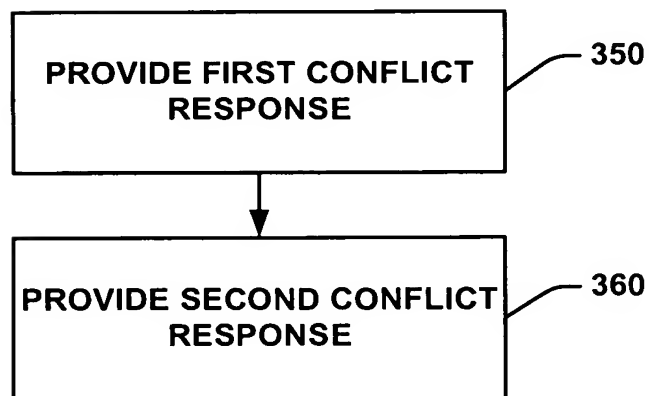 PROVIDE FIRST CONFLICT
RESPONSE
350
PROVIDE SECOND CONFLICT
RESPONSE
360